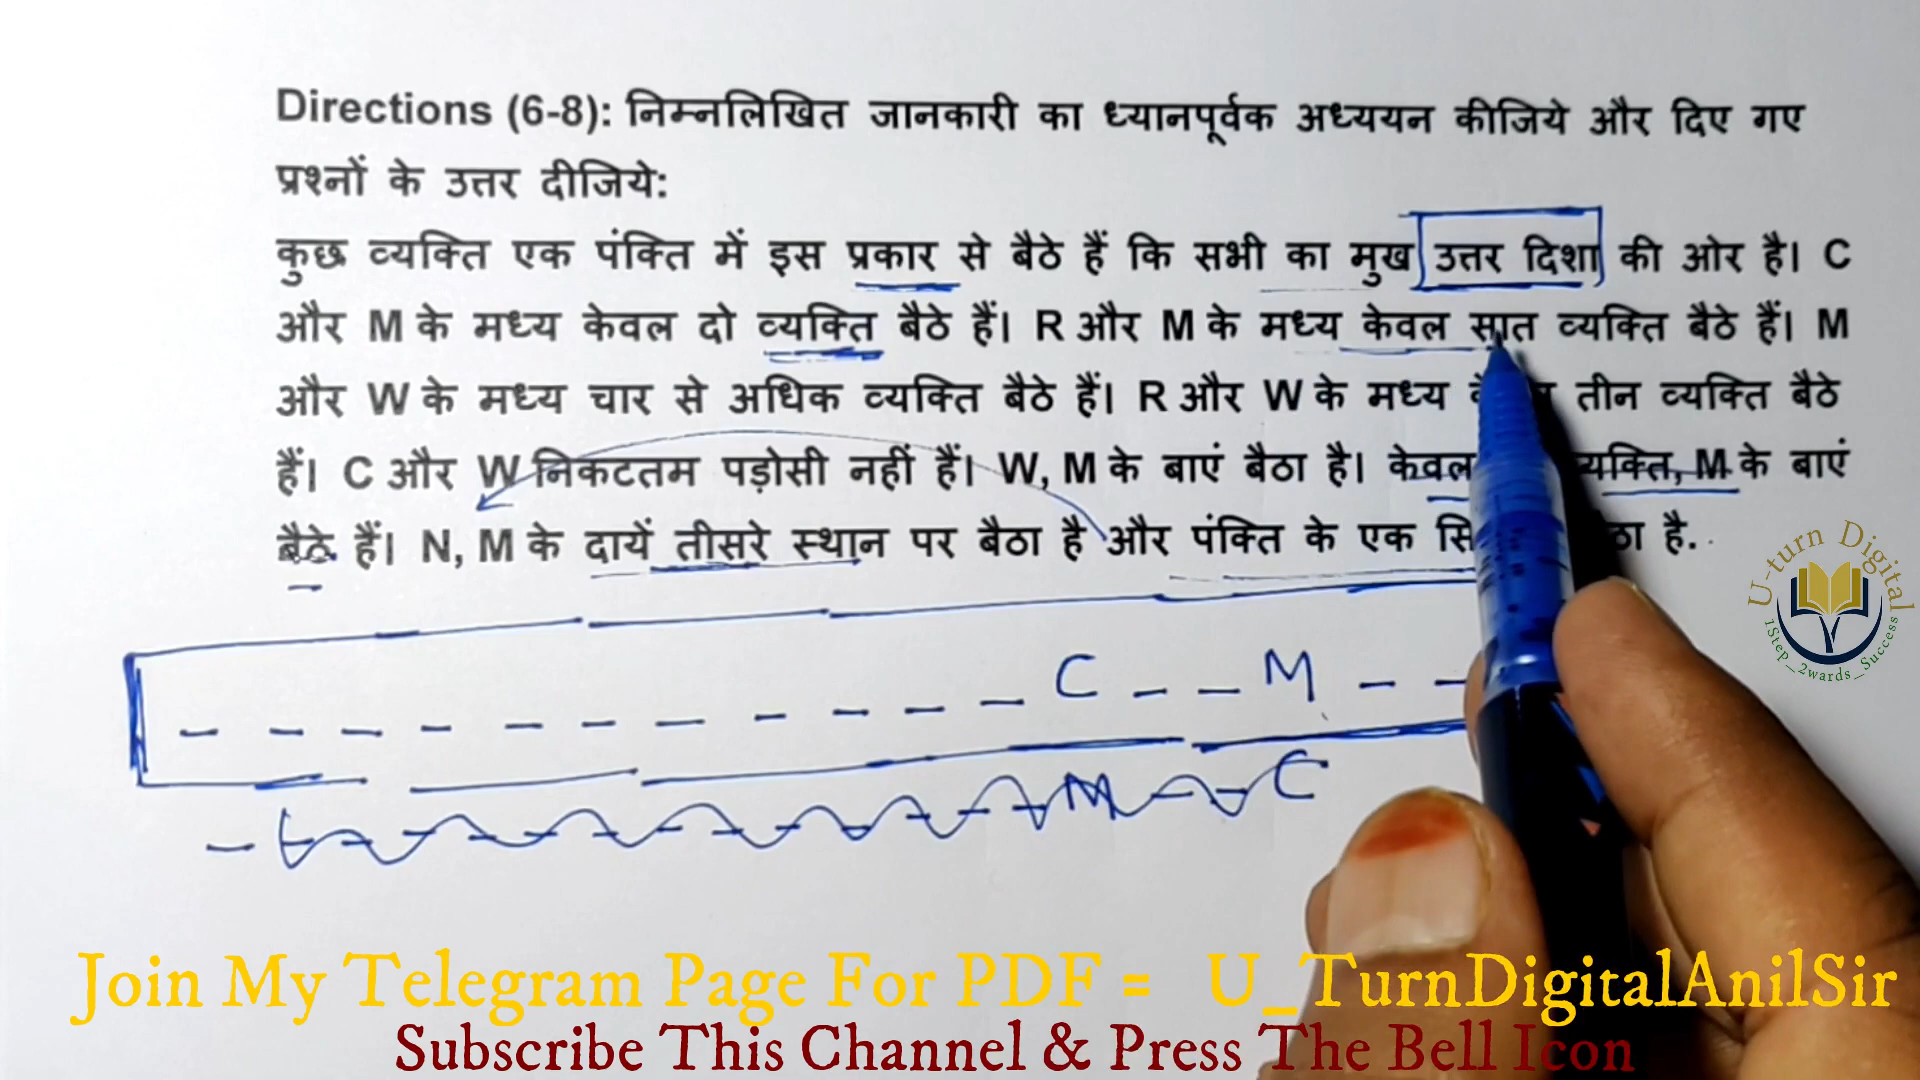 Directions (6-8): निम्नलिखित जानकारी का ध्यानपूर्वक अध्ययन कीजिये और दिए गए
प्रश्नों के उत्तर दीजिये:
कुछ व्यक्ति एक पंक्ति में इस प्रकार से बैठे हैं कि सभी का मुख उत्तर दिशा की ओर है। C
और M के मध्य केवल दो व्यक्ति बैठे हैं। R और M के मध्य केवल सात व्यक्ति बैठे हैं। M
और W के मध्य चार से अधिक व्यक्ति बैठे हैं। R और W के मध्य तीन व्यक्ति बैठे
हैं। C और W निकटतम पड़ोसी नहीं हैं। W, M के बाएं बैठा है। केवल व्यक्ति, M के बाएं
बैठे हैं। N, M के दायें तीसरे स्थान पर बैठा है और पंक्ति के एक है.
C _ _ M _ _
M _ _ C
U-turn Digital
1Step_2wards_Success
Join My Telegram Page For PDF = U_TurnDigitalAnilSir
Subscribe This Channel & Press The Bell Icon